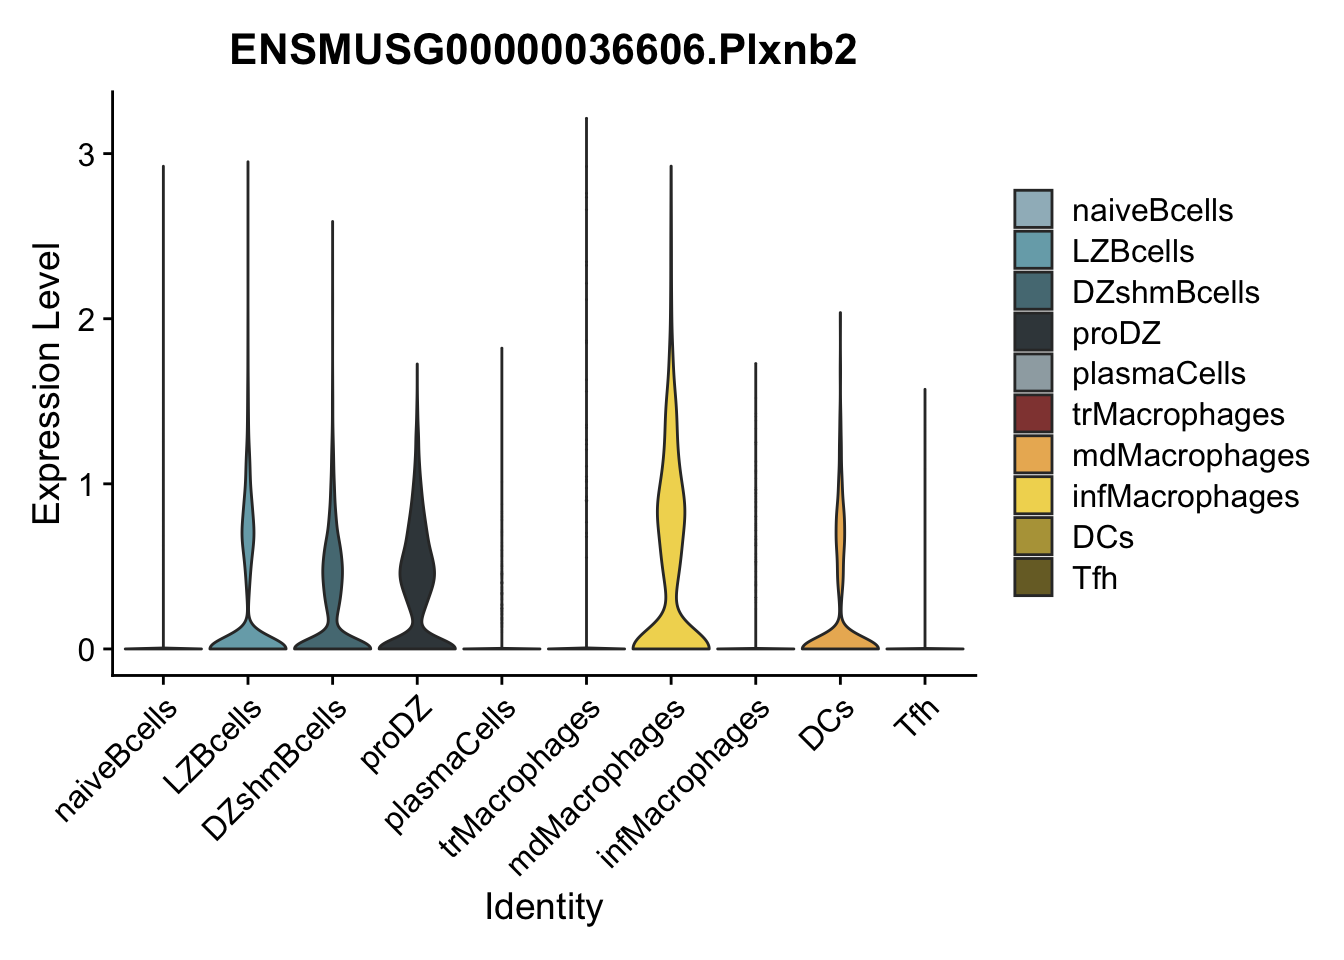 ENSMUSG00000036606.Plxnb2
Expression Level
3
2
1
0
naiveBcells
LZBcells
DZshmBcells
proDZ
plasmaCells
trMacrophages
mdMacrophages
infMacrophages
DCs
Tfh
Identity
naiveBcells
LZBcells
DZshmBcells
proDZ
plasmaCells
trMacrophages
mdMacrophages
infMacrophages
DCs
Tfh